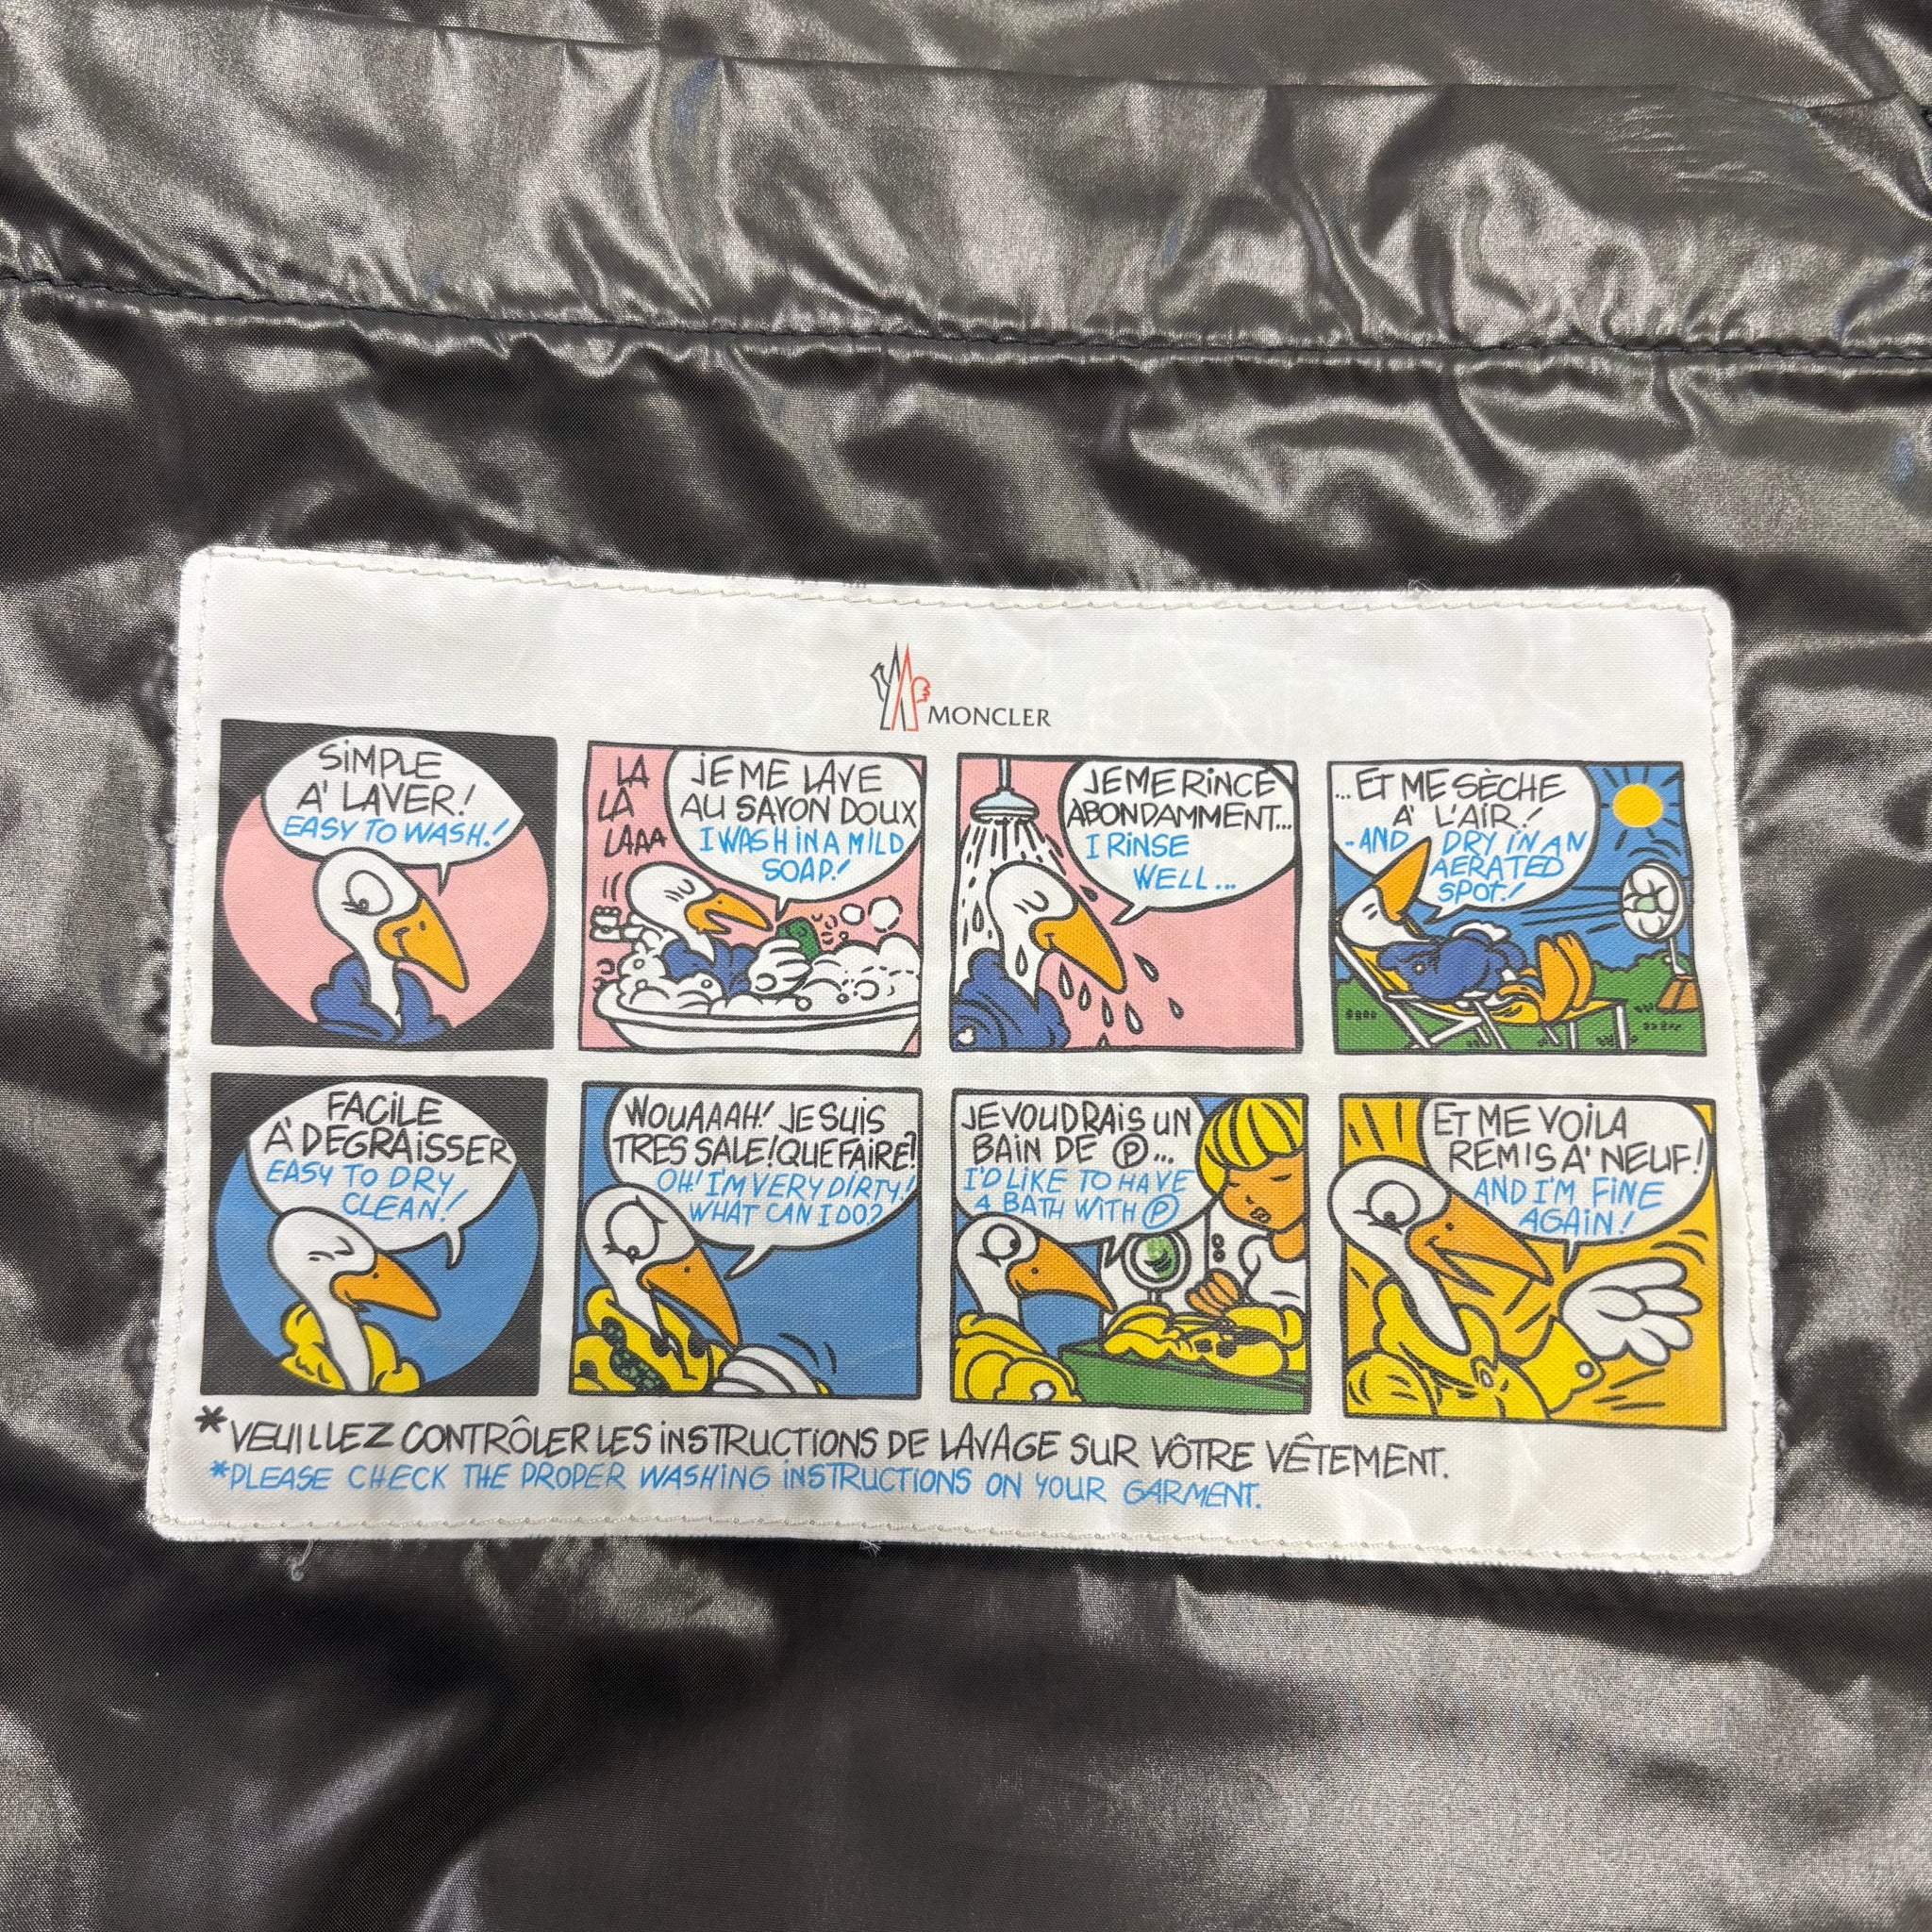 MONCLER
SiMPLE
A' LAVER!
EASY TO WASH!
LA
LA
LAAA
JE ME LAVE
AU SAVON DOUX
I WASH iN A MiLD
SOAP!
JE ME RiNCE
ABONDAMMENT...
I RiNSE
WELL...
...ET ME SÈCHE
A' L'AiR!
..AND DRY iN AN
AERATED
SPOT!
FACiLE
A' DEGRAiSSER
EASY TO DRY
CLEAN!
WOUAAAH! JE SUiS
TRES SALE! QUE FAiRE?
OH! I'M VERY DiRTY!
WHAT CAN I DO?
JE VOUDRAiS UN
BAiN DE Ⓟ...
I'D LiKE TO HAVE
A BATH WiTH Ⓟ
ET ME VOiLA
REMiS A' NEUF!
AND I'M FiNE
AGAiN!
*VEUiLLEZ CONTRÔLER LES iNSTRUCTiONS DE LAVAGE SUR VÔTRE VÊTEMENT.
*PLEASE CHECK THE PROPER WASHiNG iNSTRUCTiONS ON YOUR GARMENT.